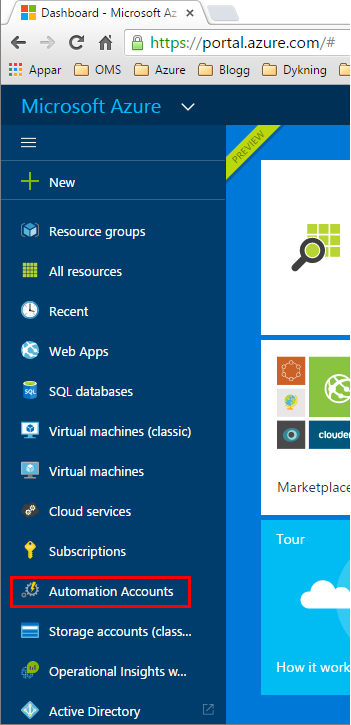 Dashboard - Microsoft Az
https://portal.azure.com/#
Appar OMS Azure Blogg Dykning
Microsoft Azure
PREVIEW
New
Resource groups
All resources
Recent
Web Apps
SQL databases
Virtual machines (classic)
Virtual machines
Cloud services
Subscriptions
Automation Accounts
Storage accounts (class...
Operational Insights w...
Active Directory
cloude
Marketplace
Tour
How it work